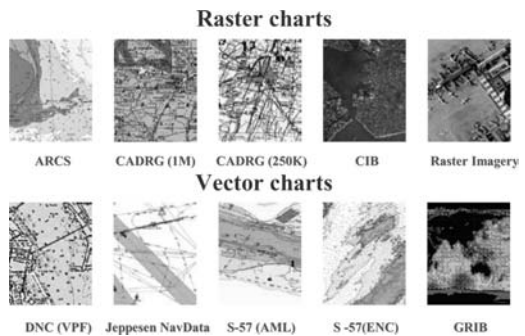 Raster charts
ARCS CADRG (1M) CADRG (250K) CIB Raster Imagery
Vector charts
DNC (VPF) Jeppesen NavData S-57 (AML) S -57(ENC) GRIB